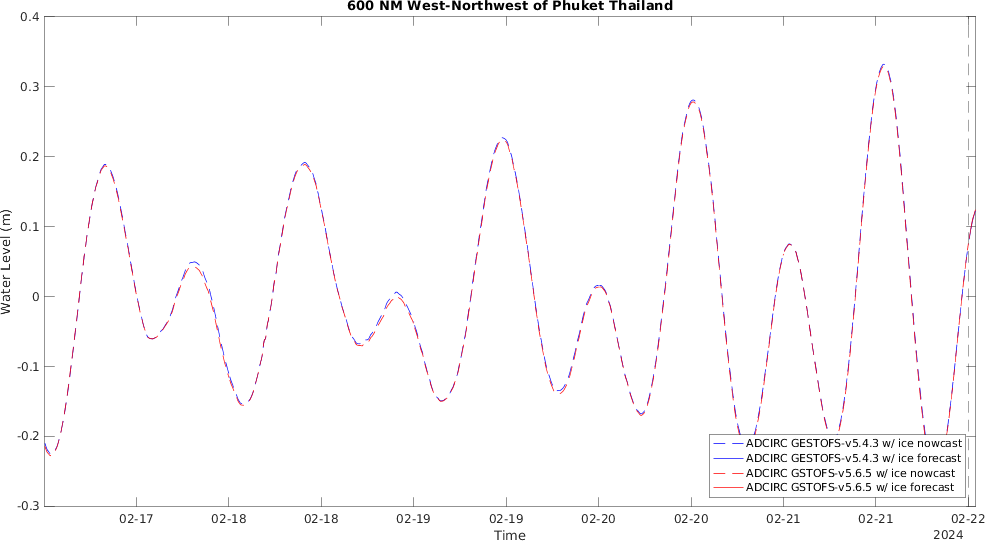 600 NM West-Northwest of Phuket Thailand
0.4
0.3
0.2
0.1
0
-0.1
-0.2
-0.3
Water Level (m)
ADCIRC GESTOFS-v5.4.3 w/ ice nowcast
ADCIRC GESTOFS-v5.4.3 w/ ice forecast
ADCIRC GSTOFS-v5.6.5 w/ ice nowcast
ADCIRC GSTOFS-v5.6.5 w/ ice forecast
02-17 02-18 02-18 02-19 02-19 02-20 02-20 02-21 02-21 02-22
Time
2024